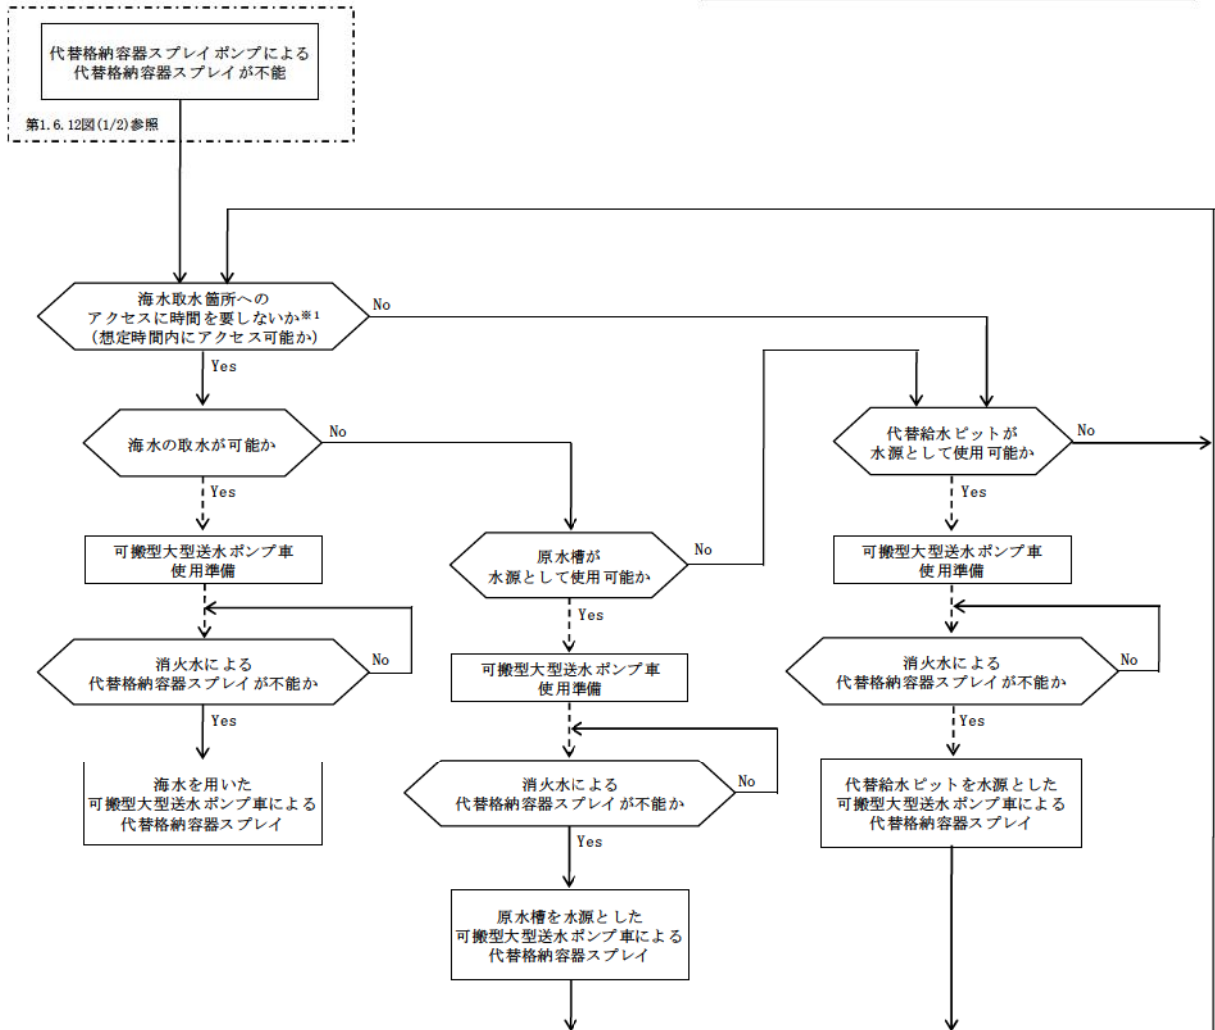 代替格納容器スプレイポンプによる
代替格納容器スプレイが不能
第1.6.12図(1/2)参照
海水取水箇所への
アクセスに時間を要しないか※1
(想定時間内にアクセス可能か)
No
Yes
海水の取水が可能か
No
Yes
代替給水ピットが
水源として使用可能か
No
Yes
可搬型大型送水ポンプ車
使用準備
原水槽が
水源として使用可能か
No
Yes
可搬型大型送水ポンプ車
使用準備
消火水による
代替格納容器スプレイが不能か
No
Yes
可搬型大型送水ポンプ車
使用準備
消火水による
代替格納容器スプレイが不能か
No
Yes
海水を用いた
可搬型大型送水ポンプ車による
代替格納容器スプレイ
消火水による
代替格納容器スプレイが不能か
No
Yes
代替給水ピットを水源とした
可搬型大型送水ポンプ車による
代替格納容器スプレイ
原水槽を水源とした
可搬型大型送水ポンプ車による
代替格納容器スプレイ